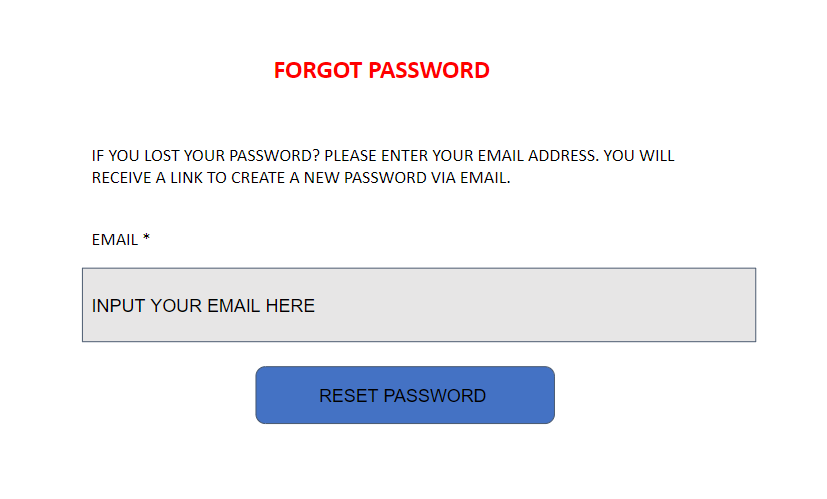 FORGOT PASSWORD
IF YOU LOST YOUR PASSWORD? PLEASE ENTER YOUR EMAIL ADDRESS. YOU WILL
RECEIVE A LINK TO CREATE A NEW PASSWORD VIA EMAIL.
EMAIL *
INPUT YOUR EMAIL HERE
RESET PASSWORD